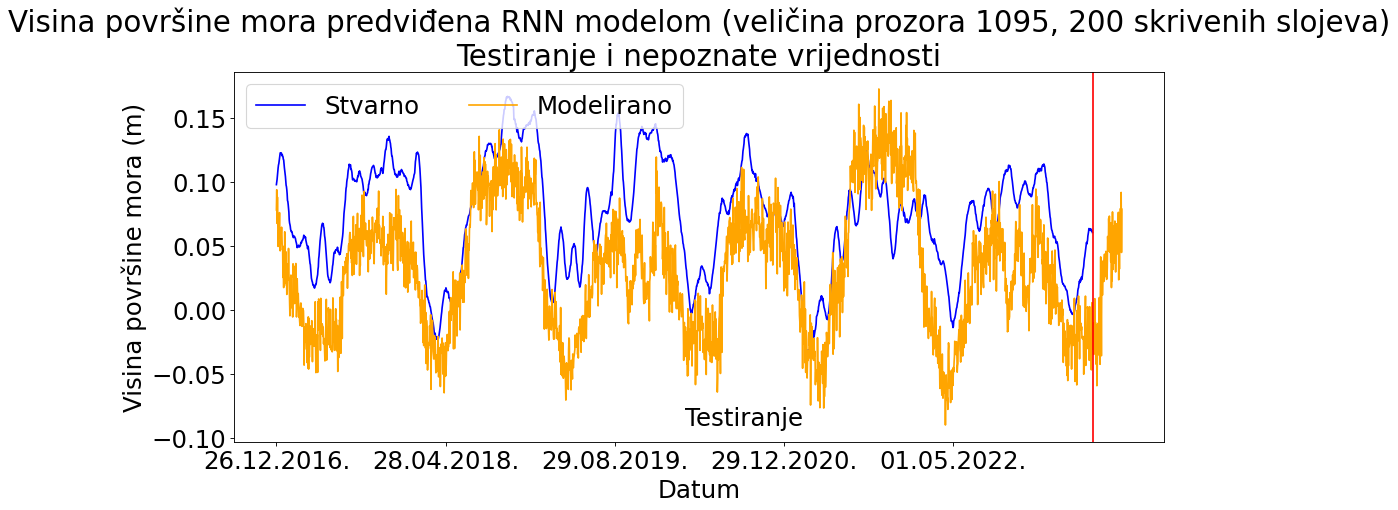 Visina površine mora predviđena RNN modelom (veličina prozora 1095, 200 skrivenih slojeva)
Testiranje i nepoznate vrijednosti
Stvarno
Modelirano
Visina površine mora (m)
0.15
0.10
0.05
0.00
−0.05
−0.10
Testiranje
26.12.2016.
28.04.2018.
29.08.2019.
29.12.2020.
01.05.2022.
Datum